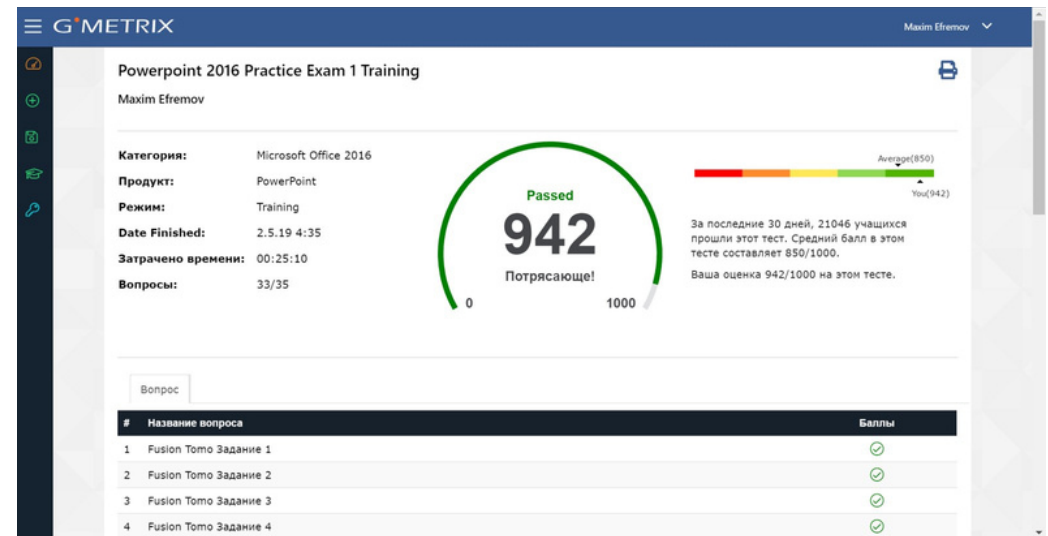 G METRIX
Maxim Efremov
Powerpoint 2016 Practice Exam 1 Training
Maxim Efremov
Категория: Microsoft Office 2016
Продукт: PowerPoint
Режим: Training
Date Finished: 2.5.19 4:35
Затрачено времени: 00:25:10
Вопросы: 33/35
Passed
942
Потрясающе!
0 1000
Average(850)
You(942)
За последние 30 дней, 21046 учащихся
прошли этот тест. Средний балл в этом
тесте составляет 850/1000.
Ваша оценка 942/1000 на этом тесте.
Вопрос
# Название вопроса Баллы
1 Fusion Tomo Задание 1
2 Fusion Tomo Задание 2
3 Fusion Tomo Задание 3
4 Fusion Tomo Задание 4